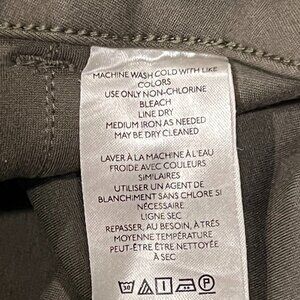 MACHINE WASH COLD WITH LIKE
COLORS
USE ONLY NON-CHLORINE
BLEACH
LINE DRY
MEDIUM IRON AS NEEDED
MAY BE DRY CLEANED
LAVER À LA MACHINE À L'EAU
FROIDE AVEC COULEURS
SIMILAIRES
UTILISER UN AGENT DE
BLANCHIMENT SANS CHLORE SI
NÉCESSAIRE
LIGNE SEC
REPASSER, AU BESOIN, À TRÉS
MOYENNE TEMPÉRATURE
PEUT-ÊTRE ÊTRE NETTOYÉE
À SEC